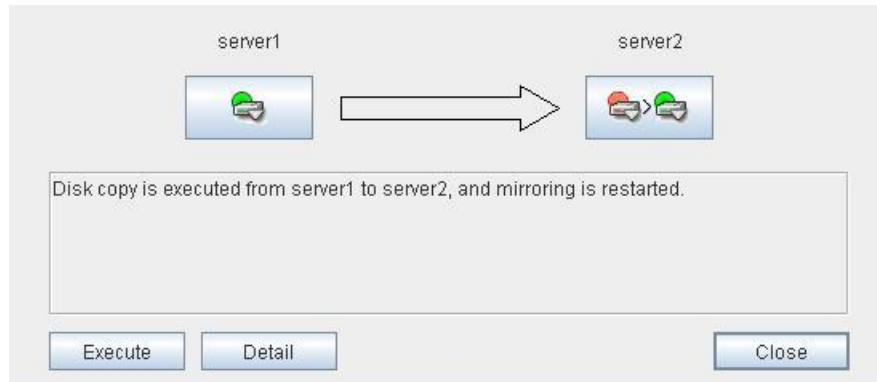 server1
server2
Disk copy is executed from server1 to server2, and mirroring is restarted.
Execute
Detail
Close